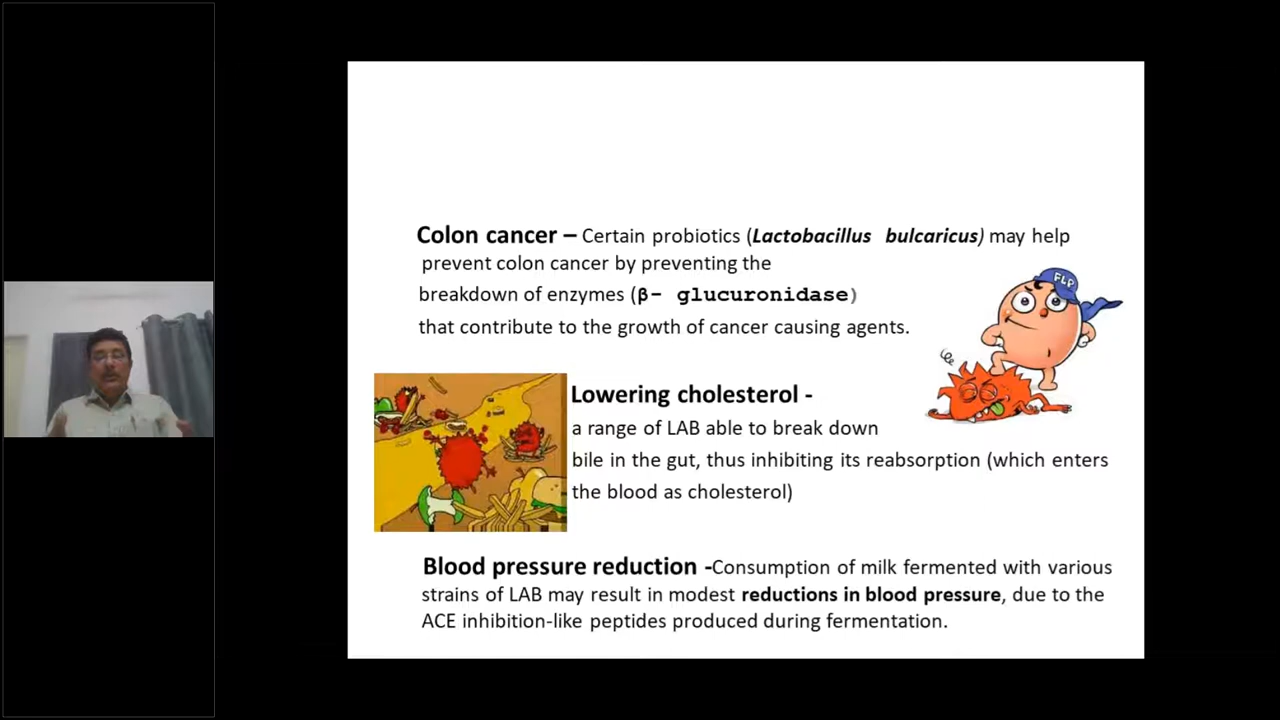 Colon cancer – Certain probiotics (Lactobacillus bulcaricus) may help
prevent colon cancer by preventing the
breakdown of enzymes (β- glucuronidase)
that contribute to the growth of cancer causing agents.
FLP
Lowering cholesterol -
a range of LAB able to break down
bile in the gut, thus inhibiting its reabsorption (which enters
the blood as cholesterol)
Blood pressure reduction -Consumption of milk fermented with various
strains of LAB may result in modest reductions in blood pressure, due to the
ACE inhibition-like peptides produced during fermentation.